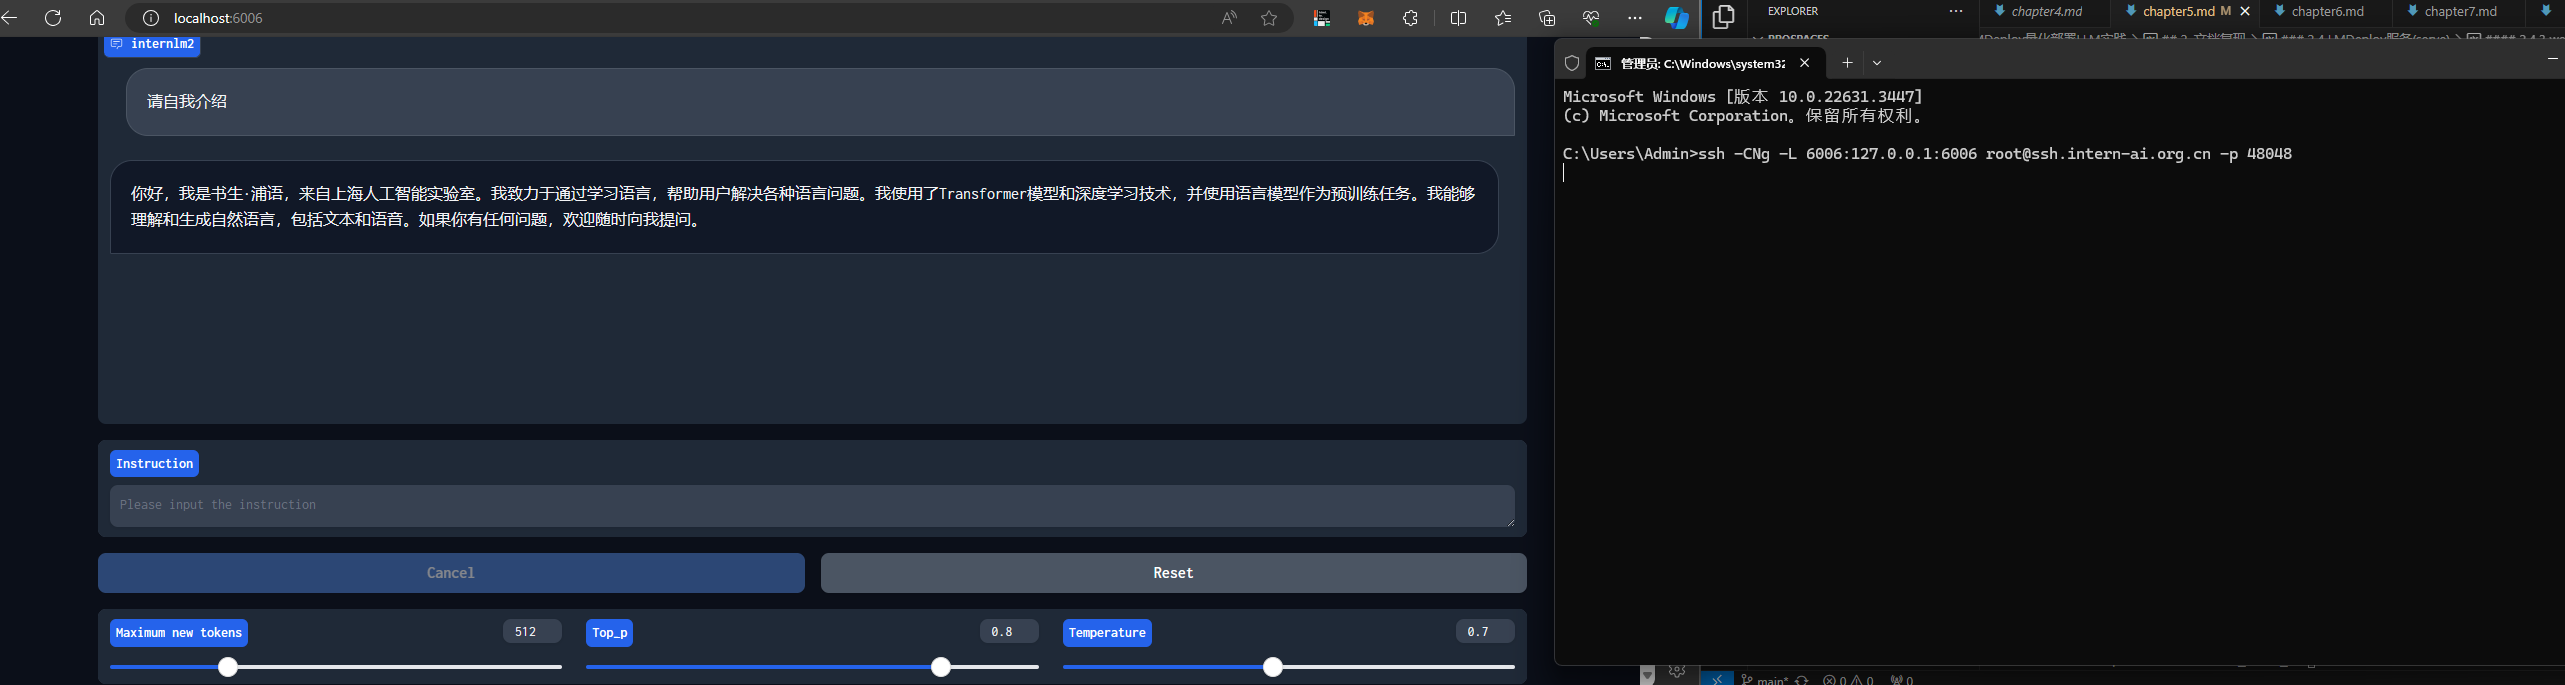 localhost:6006
EXPLORER
chapter4.md
chapter5.md M
chapter6.md
chapter7.md
internlm2
请自我介绍
你好，我是书生·浦语，来自上海人工智能实验室。我致力于通过学习语言，帮助用户解决各种语言问题。我使用了Transformer模型和深度学习技术，并使用语言模型作为预训练任务。我能够
理解和生成自然语言，包括文本和语音。如果你有任何问题，欢迎随时向我提问。
Instruction
Please input the instruction
Cancel
Reset
Maximum new tokens
512
Top_p
0.8
Temperature
0.7
管理员: C:\Windows\system32
Microsoft Windows [版本 10.0.22631.3447]
(c) Microsoft Corporation。保留所有权利。
C:\Users\Admin>ssh -CNg -L 6006:127.0.0.1:6006 root@ssh.intern-ai.org.cn -p 48048
main*
0
0
0